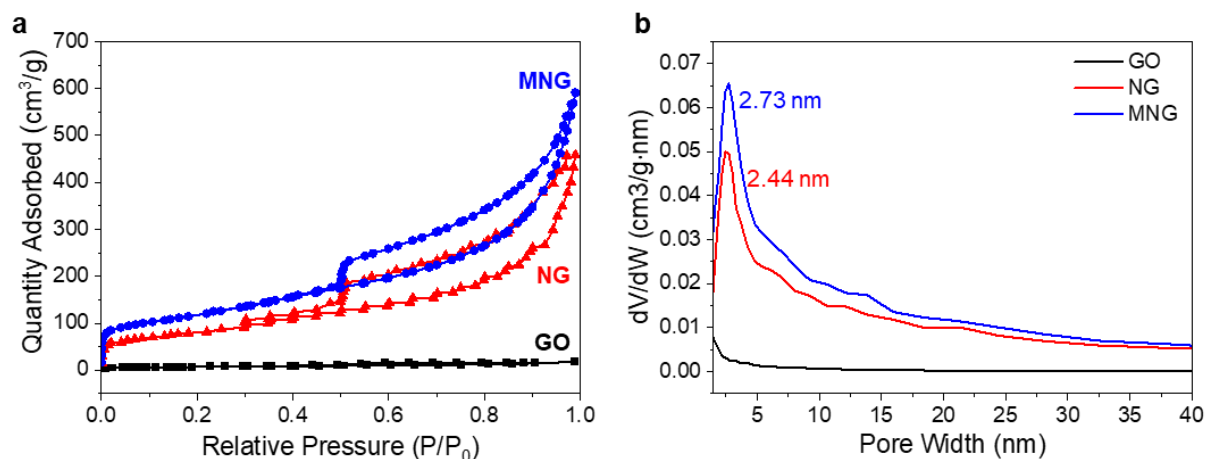 a
700
600
500
400
300
200
100
0
Quantity Adsorbed (cm³/g)
MNG
NG
GO
0.0 0.2 0.4 0.6 0.8 1.0
Relative Pressure (P/P₀)
b
0.07
0.06
0.05
0.04
0.03
0.02
0.01
0.00
dV/dW (cm3/g·nm)
GO
NG
MNG
2.73 nm
2.44 nm
5 10 15 20 25 30 35 40
Pore Width (nm)